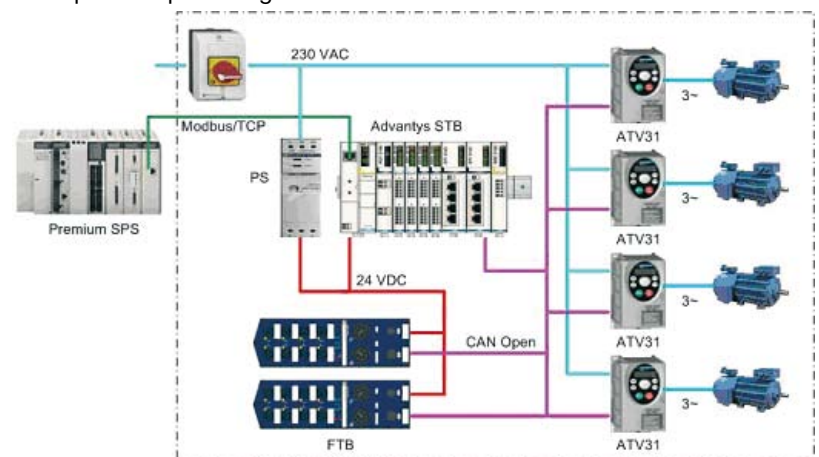 230 VAC
Modbus/TCP
Advantys STB
PS
Premium SPS
24 VDC
CAN Open
FTB
ATV31
3~
ATV31
3~
ATV31
3~
ATV31
3~